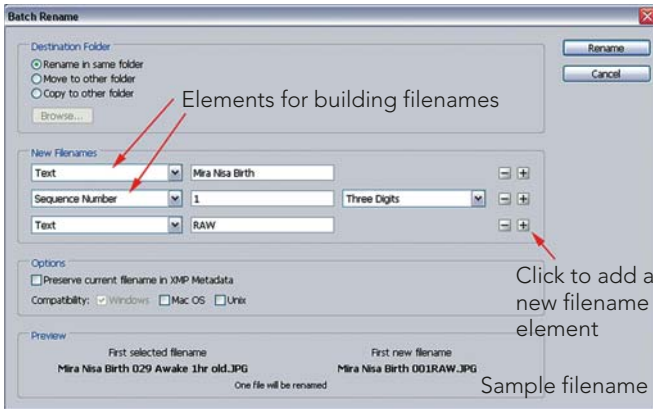 Batch Rename
Destination Folder
Rename in same folder
Move to other folder
Copy to other folder
Browse...
Rename
Cancel
Elements for building filenames
New Filenames
Text Mira Nisa Birth
Sequence Number 1 Three Digits
Text RAW
Click to add a
new filename
element
Options
Preserve current filename in XMP Metadata
Compatibility: Windows Mac OS Unix
Preview
First selected filename First new filename
Mira Nisa Birth 029 Awake 1hr old.JPG Mira Nisa Birth 001RAW.JPG
One file will be renamed
Sample filename